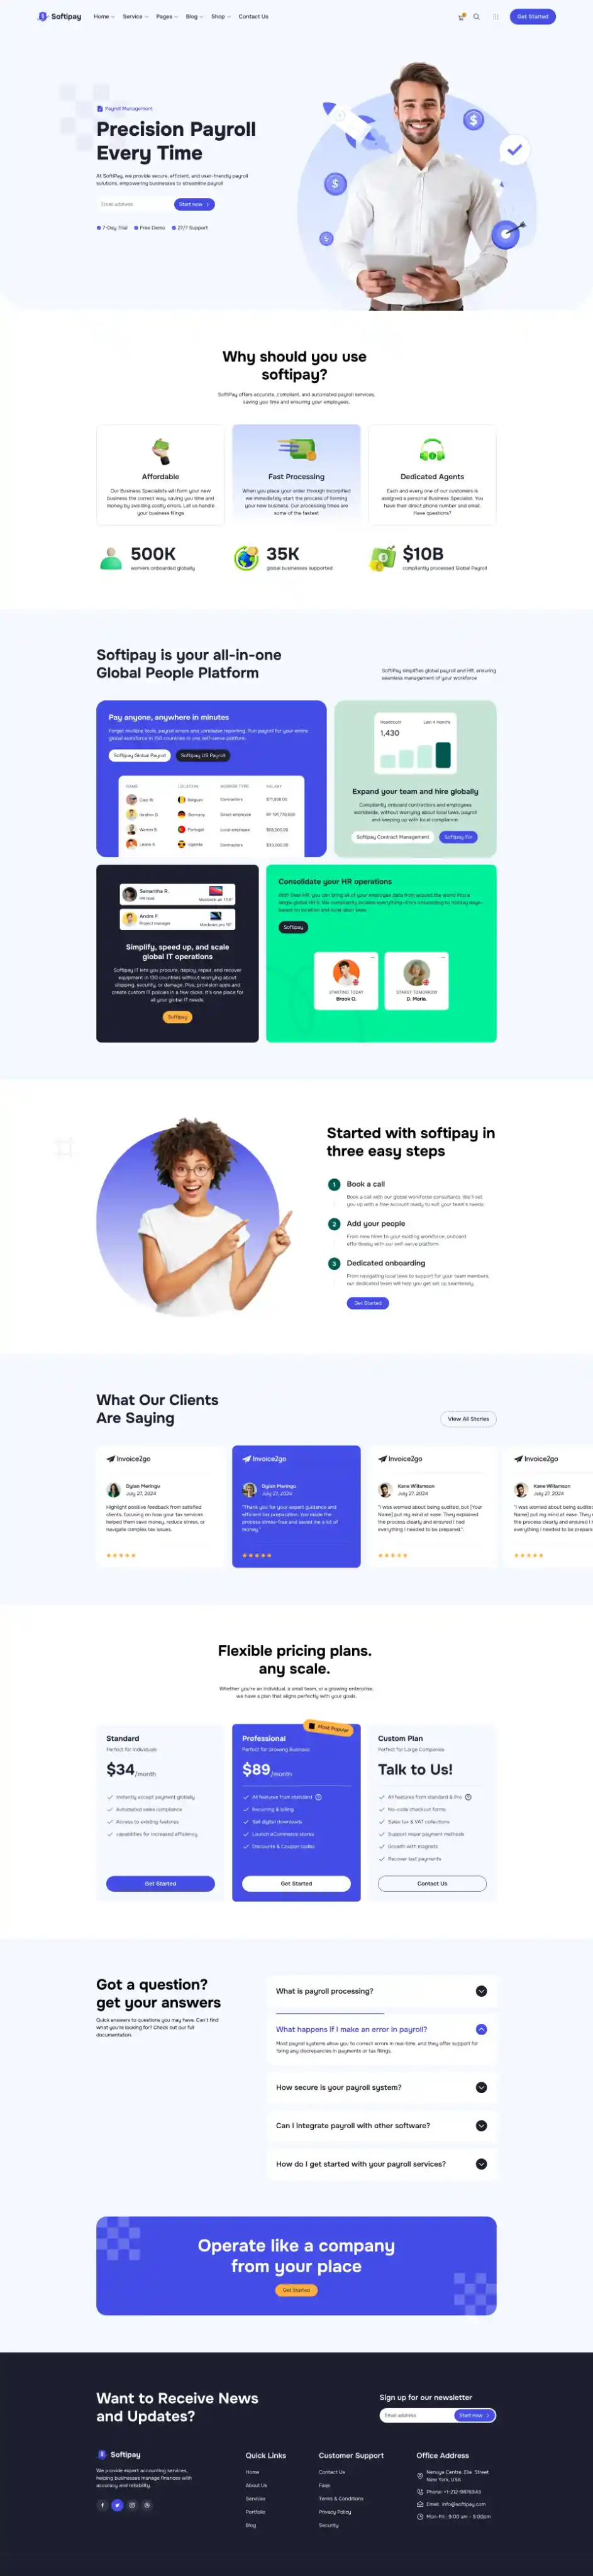 Softipay
Home
Service
Pages
Blog
Shop
Contact Us
Get Started
Payroll Management
Precision Payroll
Every Time
At SoftiPay, we provide secure, efficient, and user-friendly payroll
solutions, empowering businesses to streamline payroll
Email address
Start now
7-Day Trial
Free Demo
27/7 Support
Why should you use
softipay?
SoftiPay offers accurate, compliant, and automated payroll services,
saving you time and ensuring your employees.
Affordable
Our Business Specialists will form your new
business the correct way, saving you time and
money by avoiding costly errors. Let us handle
your business filings
Fast Processing
When you place your order through incorpified
we immediately start the process of forming
your new business. Our processing times are
some of the fastest
Dedicated Agents
Each and every one of our customers is
assigned a personal Business Specialist. You
have their direct phone number and email.
Have questions?
500K
workers onboarded globally
35K
global businesses supported
$10B
compliantly processed Global Payroll
Softipay is your all-in-one
Global People Platform
SoftiPay simplifies global payroll and HR, ensuring
seamless management of your workforce
Pay anyone, anywhere in minutes
Forget multiple tools, payroll errors and unreliable reporting. Run payroll for your entire
global workforce in 150 countries in one self-serve platform.
Softipay Global Payroll
Softipay US Payroll
NAME
LOCATION
WORKER TYPE
SALARY
Belgium
Contractors
Ibrahim D.
Germany
Direct employee
Portugal
Local employee
Uganda
Contractors
Headcount
Last 6 months
1,430
Expand your team and hire globally
Compliantly onboard contractors and employees
worldwide, without worrying about local laws, payroll
and keeping up with local compliance.
Softipay Contract Management
Softipay For
Samantha R.
HR lead
Macbook air 13.6"
Andre F.
Project manager
Macbook pro 16"
Simplify, speed up, and scale
global IT operations
Softipay IT lets you procure, deploy, repair, and recover
equipment in 130 countries without worrying about
shipping, security, or damage. Plus, provision apps and
create custom IT policies in a few clicks. It's one place for
all your global IT needs.
Softipay
Consolidate your HR operations
With Deel HR, you can bring all of your employee data from around the world into a
single global HRIS. We compliantly localize everything-from onboarding to holiday days-
based on location and local labor laws.
Softipay
STARTING TODAY
Brook O.
START TOMORROW
D. Maria.
Started with softipay in
three easy steps
1
Book a call
Book a call with our global workforce consultants. We'll set
you up with a free account ready to suit your team's needs.
2
Add your people
From new hires to your existing workforce, onboard
effortlessly with our self-serve platform.
3
Dedicated onboarding
From navigating local laws to support for your team members,
our dedicated team will help you get set up seamlessly.
Get Started
What Our Clients
Are Saying
View All Stories
Invoice2go
Dylan Meringu
July 27, 2024
Highlight positive feedback from satisfied
clients, focusing on how your tax services
helped them save money, reduce stress, or
navigate complex tax issues.
Invoice2go
Dylan Meringu
July 27, 2024
"Thank you for your expert guidance and
efficient tax preparation. You made the
process stress-free and saved me a lot of
money."
Invoice2go
Kane Willamson
July 27, 2024
"I was worried about being audited, but [Your
Name] put my mind at ease. They explained
the process clearly and ensured I had
everything I needed to be prepared.".
Invoice2go
Kane Willamson
July 27, 2024
"I was worried about being audited
Name] put my mind at ease. They
the process clearly and ensured I
everything I needed to be prepare
Flexible pricing plans.
any scale.
Whether you're an individual, a small team, or a growing enterprise,
we have a plan that aligns perfectly with your goals.
Standard
Perfect for Individuals
$34/month
Instantly accept payment globally
Automated sales compliance
Access to existing features
capabilities for increased efficiency
Get Started
Most Popular
Professional
Perfect for Growing Business
$89/month
All features from standard
Recurring & billing
Sell digital downloads
Launch eCommerce stores
Discounts & Coupon codes
Get Started
Custom Plan
Perfect for Large Companies
Talk to Us!
All features from standard & Pro
No-code checkout forms
Sales tax & VAT collections
Support major payment methods
Growth with insights
Recover lost payments
Contact Us
Got a question?
get your answers
Quick answers to questions you may have. Can't find
what you're looking for? Check out our full
documentation.
What is payroll processing?
What happens if I make an error in payroll?
Most payroll systems allow you to correct errors in real-time, and they offer support for
fixing any discrepancies in payments or tax filings.
How secure is your payroll system?
Can I integrate payroll with other software?
How do I get started with your payroll services?
Operate like a company
from your place
Get Started
Want to Receive News
and Updates?
Sign up for our newsletter
Email address
Start now
Softipay
We provide expert accounting services,
helping businesses manage finances with
accuracy and reliability.
Quick Links
Home
About Us
Services
Portfolio
Blog
Customer Support
Contact Us
Faqs
Terms & Conditions
Privacy Policy
Security
Office Address
Nenuya Centre, Elia Street
New York, USA
Phone: +1-212-9876543
Email: info@softipay.com
Mon-Fri: 9:00 am - 5:00pm